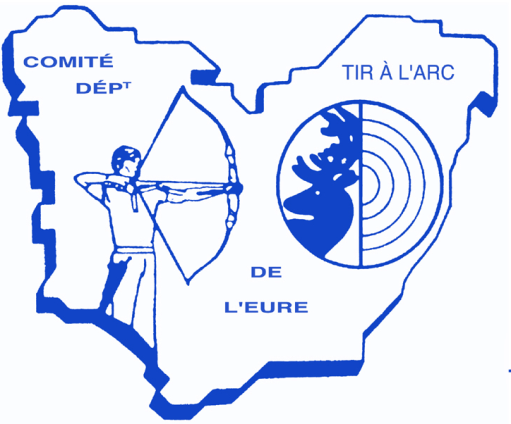 COMITÉ
DÉPᵀ
TIR À L'ARC
DE
L'EURE